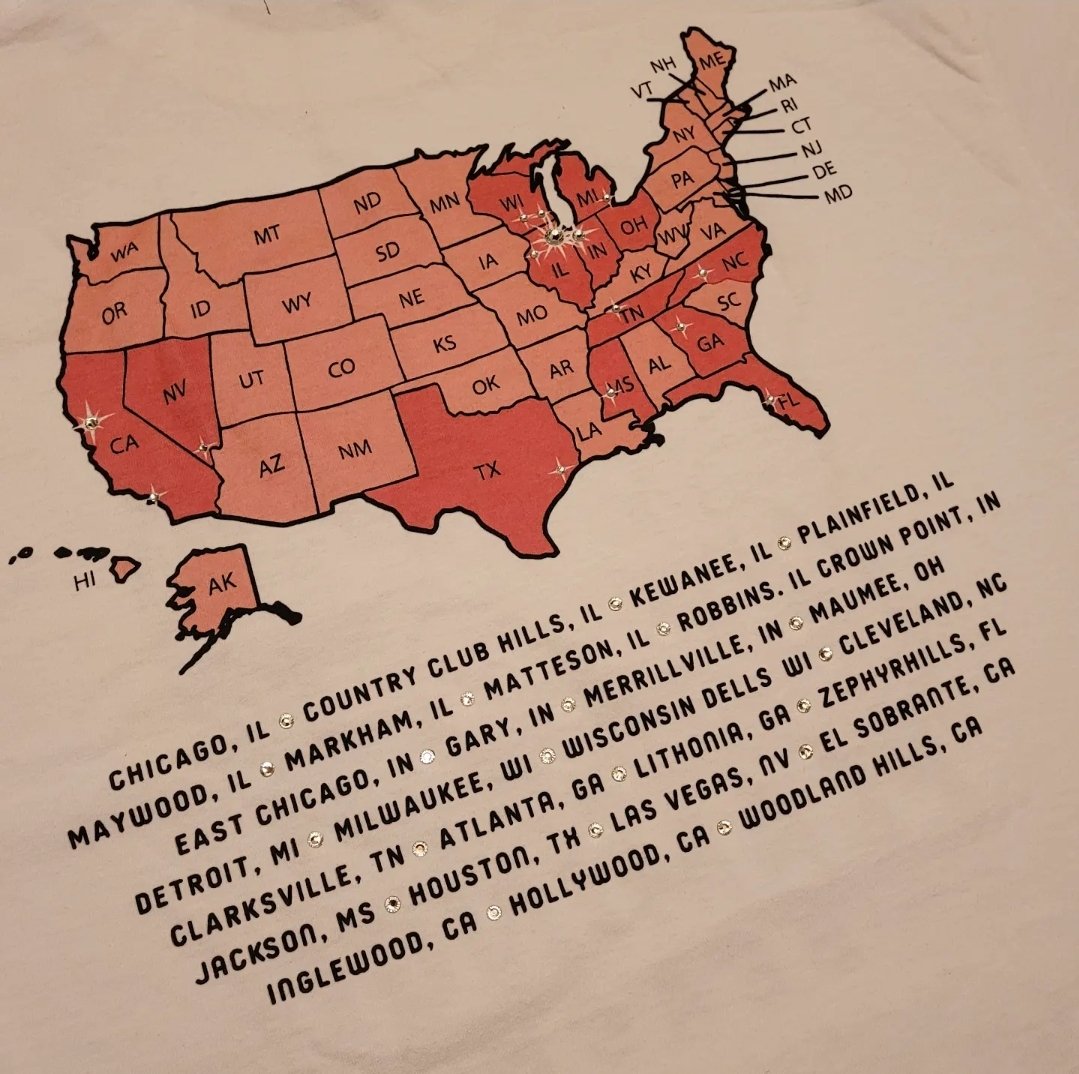 ME
NH
VT
MA
RI
CT
NJ
DE
MD
NY
PA
WA
MT
ND
MN
WI
MI
OR
ID
WY
SD
IA
IL
IN
OH
WV
VA
NV
UT
CO
NE
KS
MO
KY
NC
TN
SC
CA
AZ
NM
OK
AR
MS
AL
GA
TX
LA
FL
HI
AK
CHICAGO, IL COUNTRY CLUB HILLS, IL KEWANEE, IL PLAINFIELD, IL
MAYWOOD, IL MARKHAM, IL MATTESON, IL ROBBINS. IL CROWN POINT, IN
EAST CHICAGO, IN GARY, IN MERRILLVILLE, IN MAUMEE, OH
DETROIT, MI MILWAUKEE, WI WISCONSIN DELLS WI CLEVELAND, NC
CLARKSVILLE, TN ATLANTA, GA LITHONIA, GA ZEPHYRHILLS, FL
JACKSON, MS HOUSTON, TX LAS VEGAS, NV EL SOBRANTE, CA
INGLEWOOD, CA HOLLYWOOD, CA WOODLAND HILLS, CA